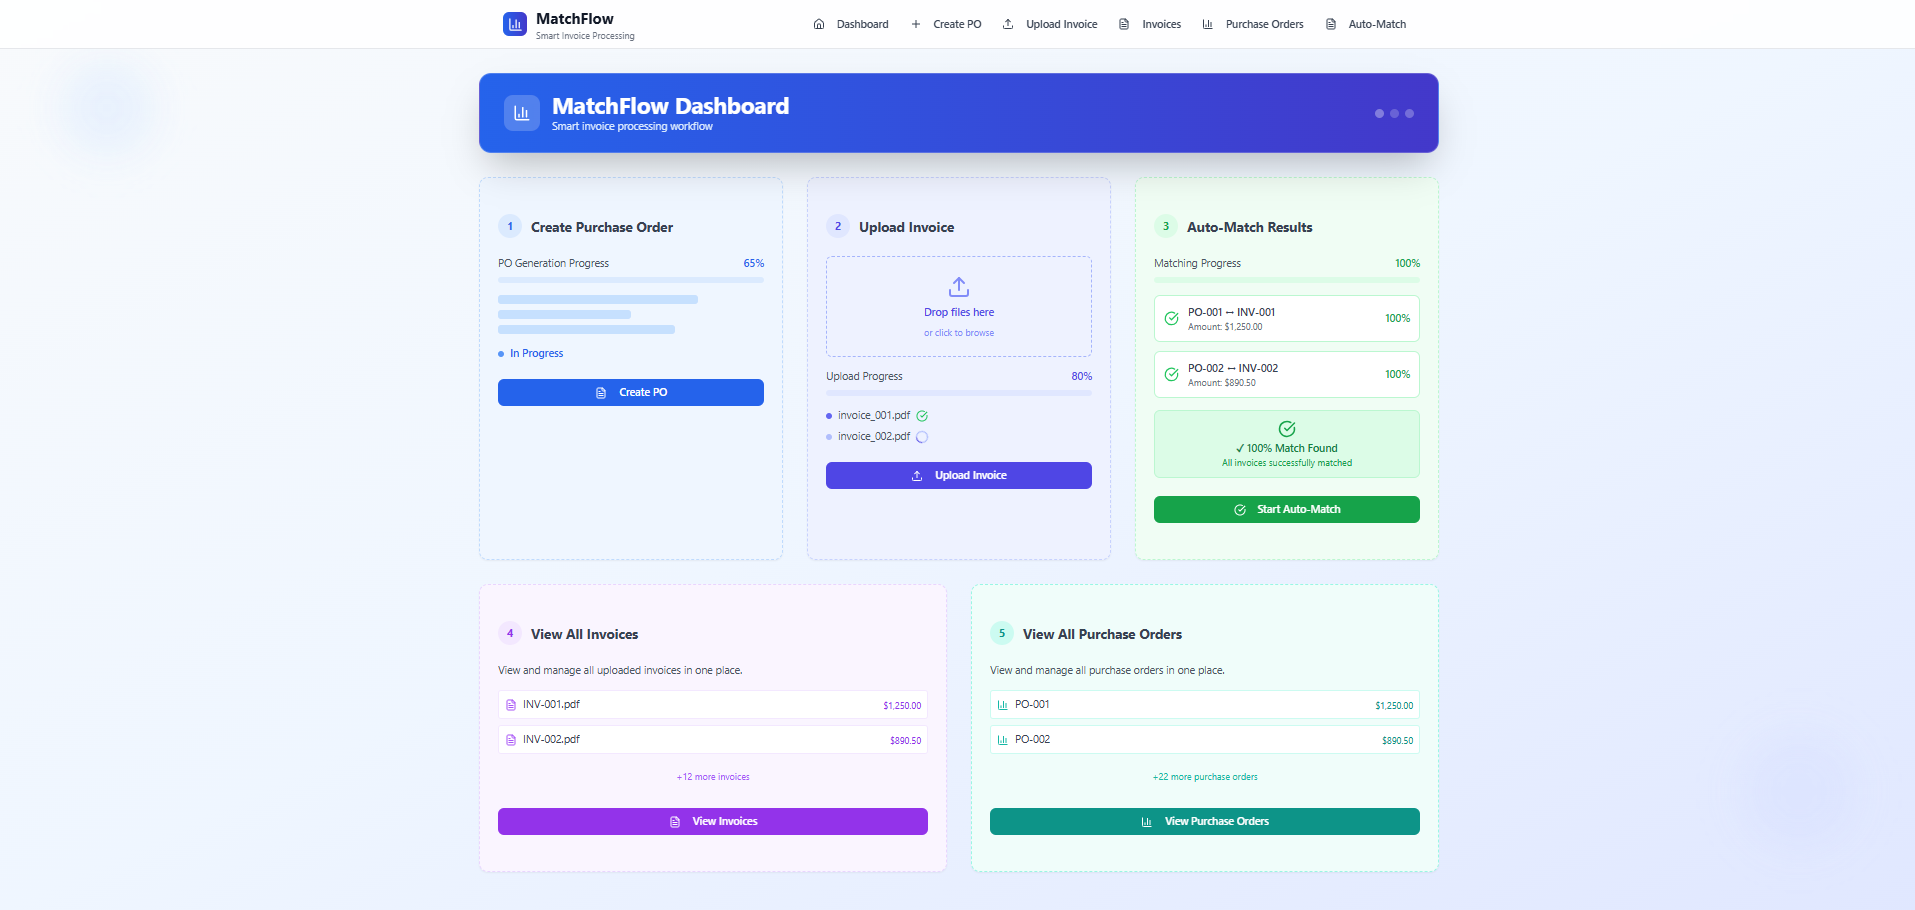 MatchFlow
Smart Invoice Processing
Dashboard
Create PO
Upload Invoice
Invoices
Purchase Orders
Auto-Match
MatchFlow Dashboard
Smart invoice processing workflow
1 Create Purchase Order
PO Generation Progress 65%
In Progress
Create PO
2 Upload Invoice
Drop files here
or click to browse
Upload Progress 80%
invoice_001.pdf
invoice_002.pdf
Upload Invoice
3 Auto-Match Results
Matching Progress 100%
PO-001 ↔ INV-001
Amount: $1,250.00
100%
PO-002 ↔ INV-002
Amount: $890.50
100%
✓ 100% Match Found
All invoices successfully matched
Start Auto-Match
4 View All Invoices
View and manage all uploaded invoices in one place.
INV-001.pdf $1,250.00
INV-002.pdf $890.50
+12 more invoices
View Invoices
5 View All Purchase Orders
View and manage all purchase orders in one place.
PO-001 $1,250.00
PO-002 $890.50
+22 more purchase orders
View Purchase Orders